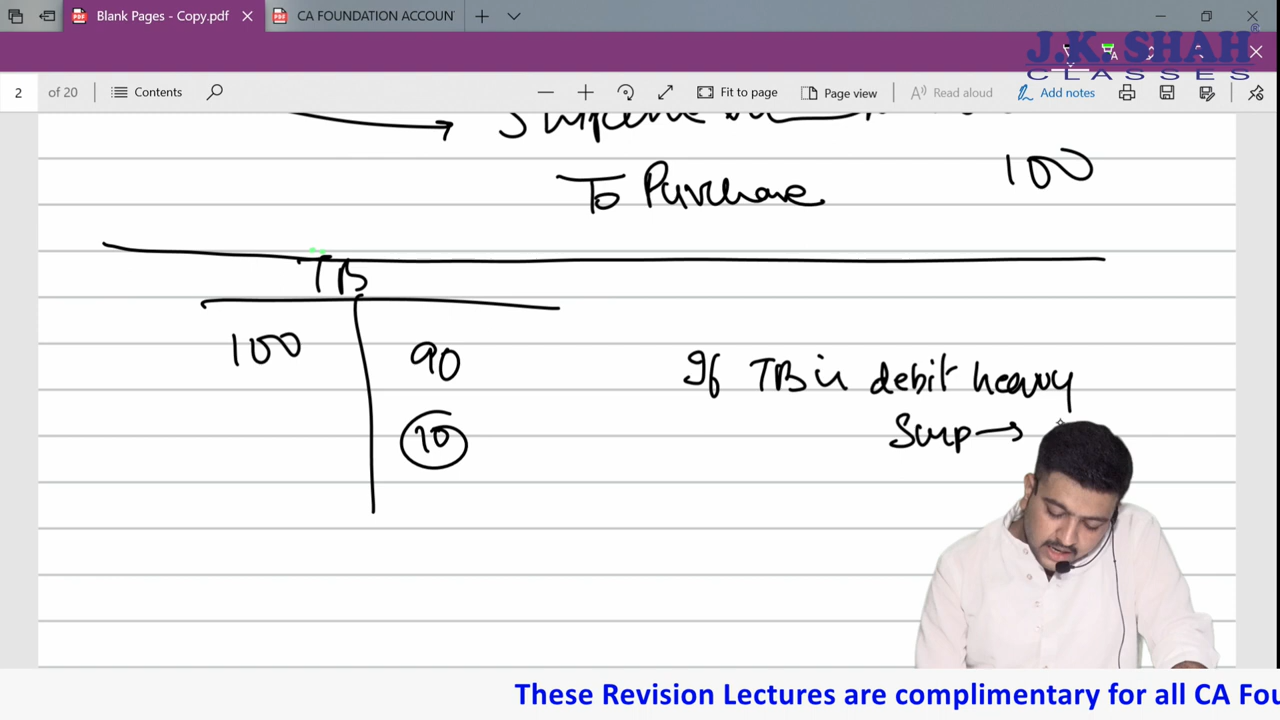 Blank Pages - Copy.pdf
CA FOUNDATION ACCOUNT
J.K. SHAH®
CLASSES
2 of 20
Contents
Fit to page
Page view
Read aloud
Add notes
100
To Purchase
TB
100
90
10
If TB is debit heavy
Susp →
These Revision Lectures are complimentary for all CA Fou